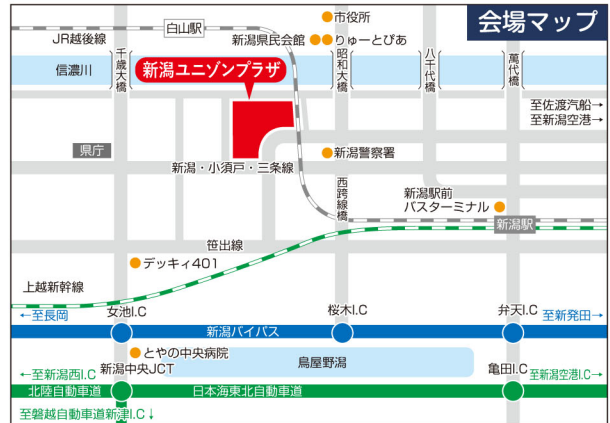 会場マップ
市役所
白山駅
JR越後線
新潟県民会館
りゅーとぴあ
千歳大橋
昭和大橋
八千代橋
萬代橋
信濃川
新潟ユニゾンプラザ
至佐渡汽船→
至新潟空港→
県庁
新潟警察署
新潟・小須戸・三条線
西跨線橋
新潟駅前
バスターミナル
新潟駅
笹出線
デッキィ401
上越新幹線
←至長岡
女池I.C
桜木I.C
弁天I.C
新潟バイパス
至新発田→
とやの中央病院
鳥屋野潟
←至新潟西I.C
新潟中央JCT
亀田I.C
至新潟空港I.C→
北陸自動車道
日本海東北自動車道
至磐越自動車道新津I.C↓